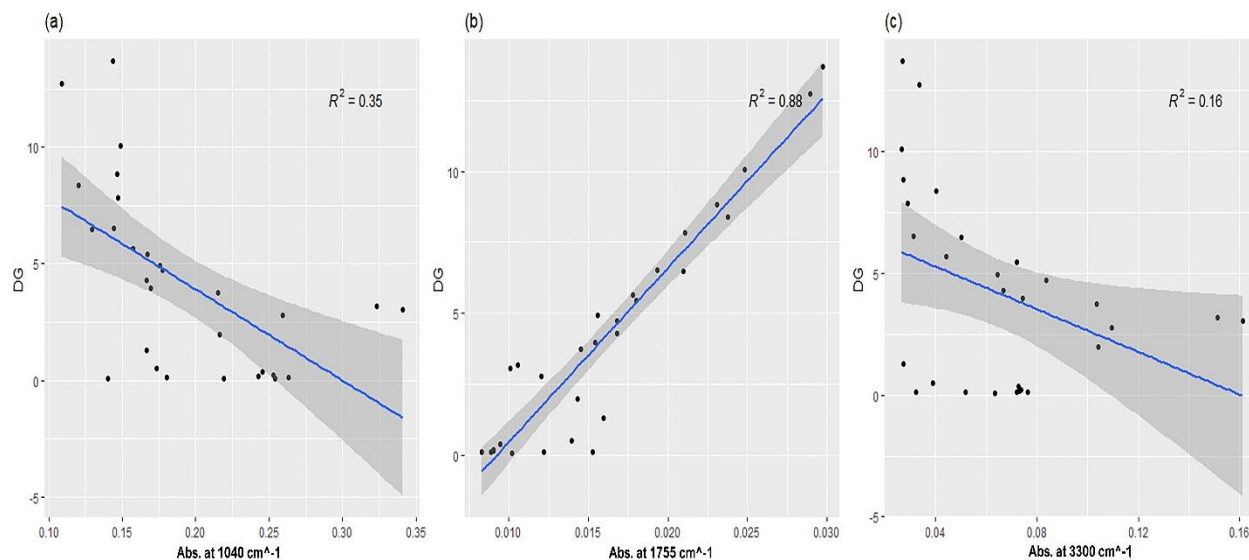 (a)
R² = 0.35
DG
10
5
0
-5
0.10 0.15 0.20 0.25 0.30 0.35
Abs. at 1040 cm^-1
(b)
R² = 0.88
DG
10
5
0
0.010 0.015 0.020 0.025 0.030
Abs. at 1755 cm^-1
(c)
R² = 0.16
DG
10
5
0
-5
0.04 0.08 0.12 0.16
Abs. at 3300 cm^-1